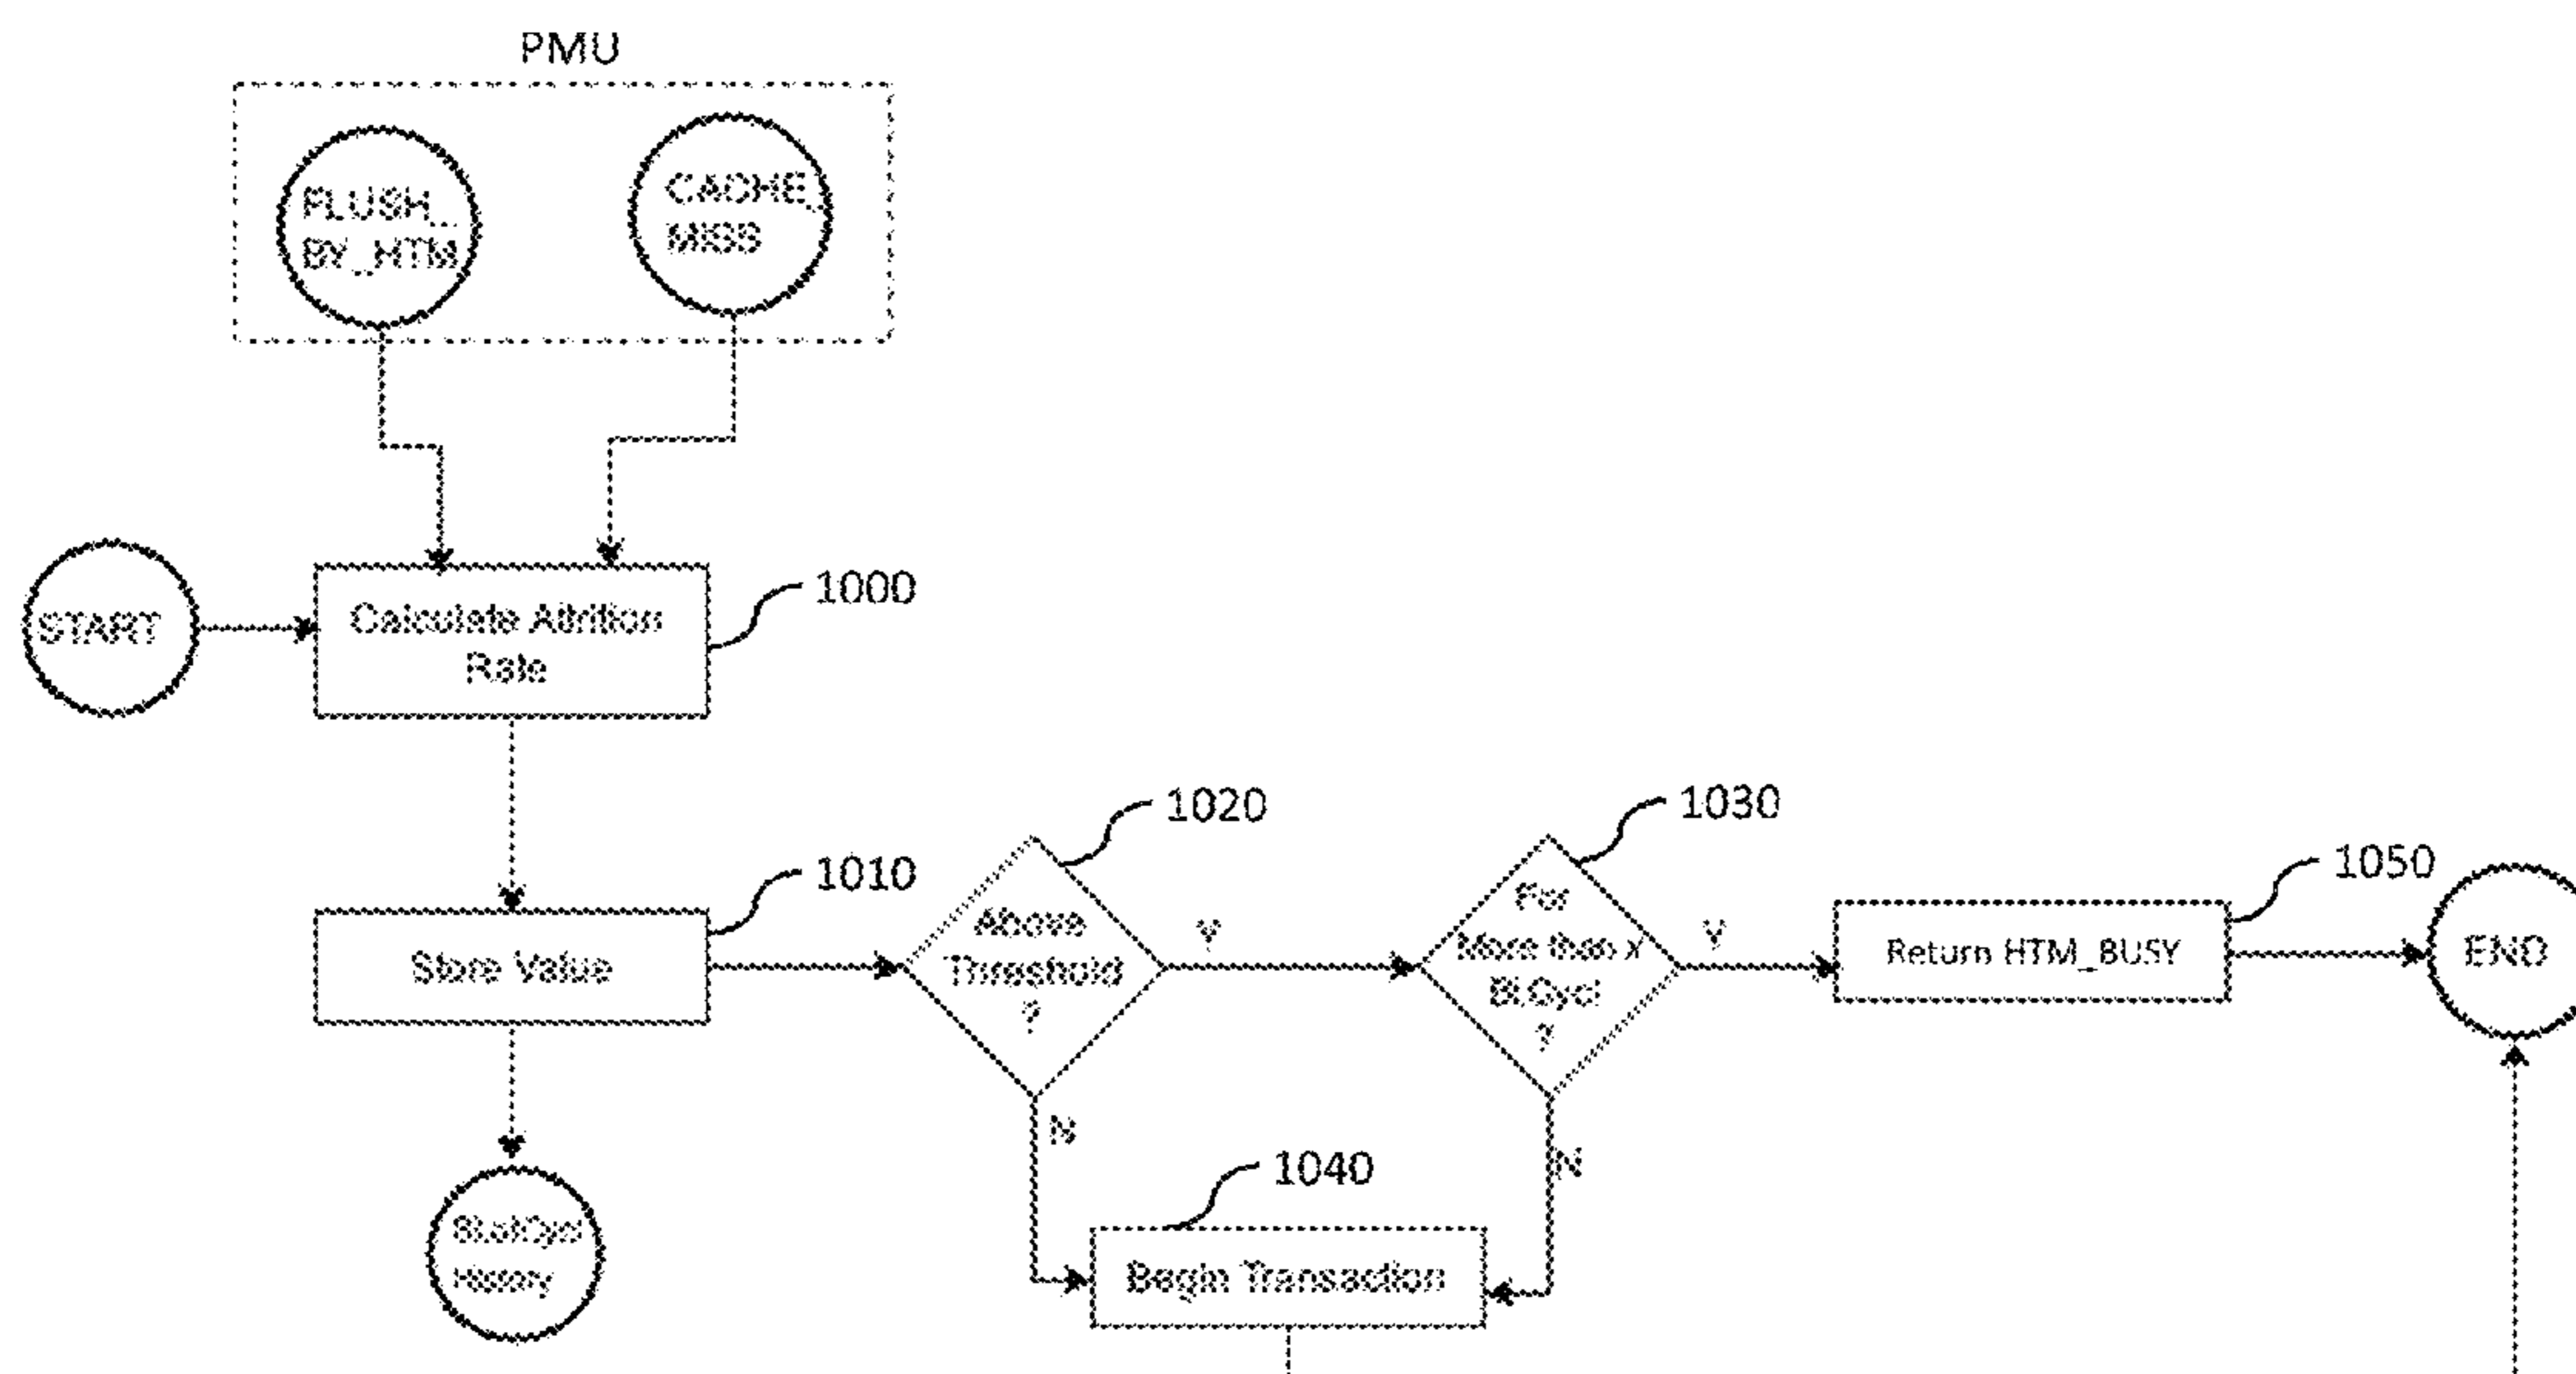 PMU
FLUSH_
BY_HTM
CACHE_
MISS
START
Calculate Attrition
Rate
1000
Store Value
1010
Above
Threshold
?
1020
Y
N
For
More than x
?
1030
Y
N
Return HTM_BUSY
1050
END
History
Begin Transaction
1040